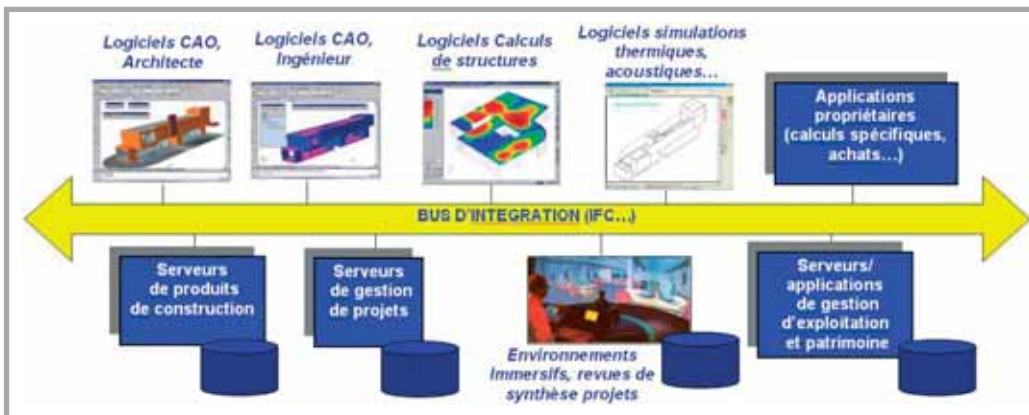 Logiciels CAO,
Architecte
Logiciels CAO,
Ingénieur
Logiciels Calculs
de structures
Logiciels simulations
thermiques,
acoustiques…
Applications
propriétaires
(calculs spécifiques,
achats…)
BUS D'INTEGRATION (IFC…)
Serveurs
de produits
de construction
Serveurs
de gestion
de projets
Environnements
Immersifs, revues de
synthèse projets
Serveurs/
applications
de gestion
d'exploitation
et patrimoine